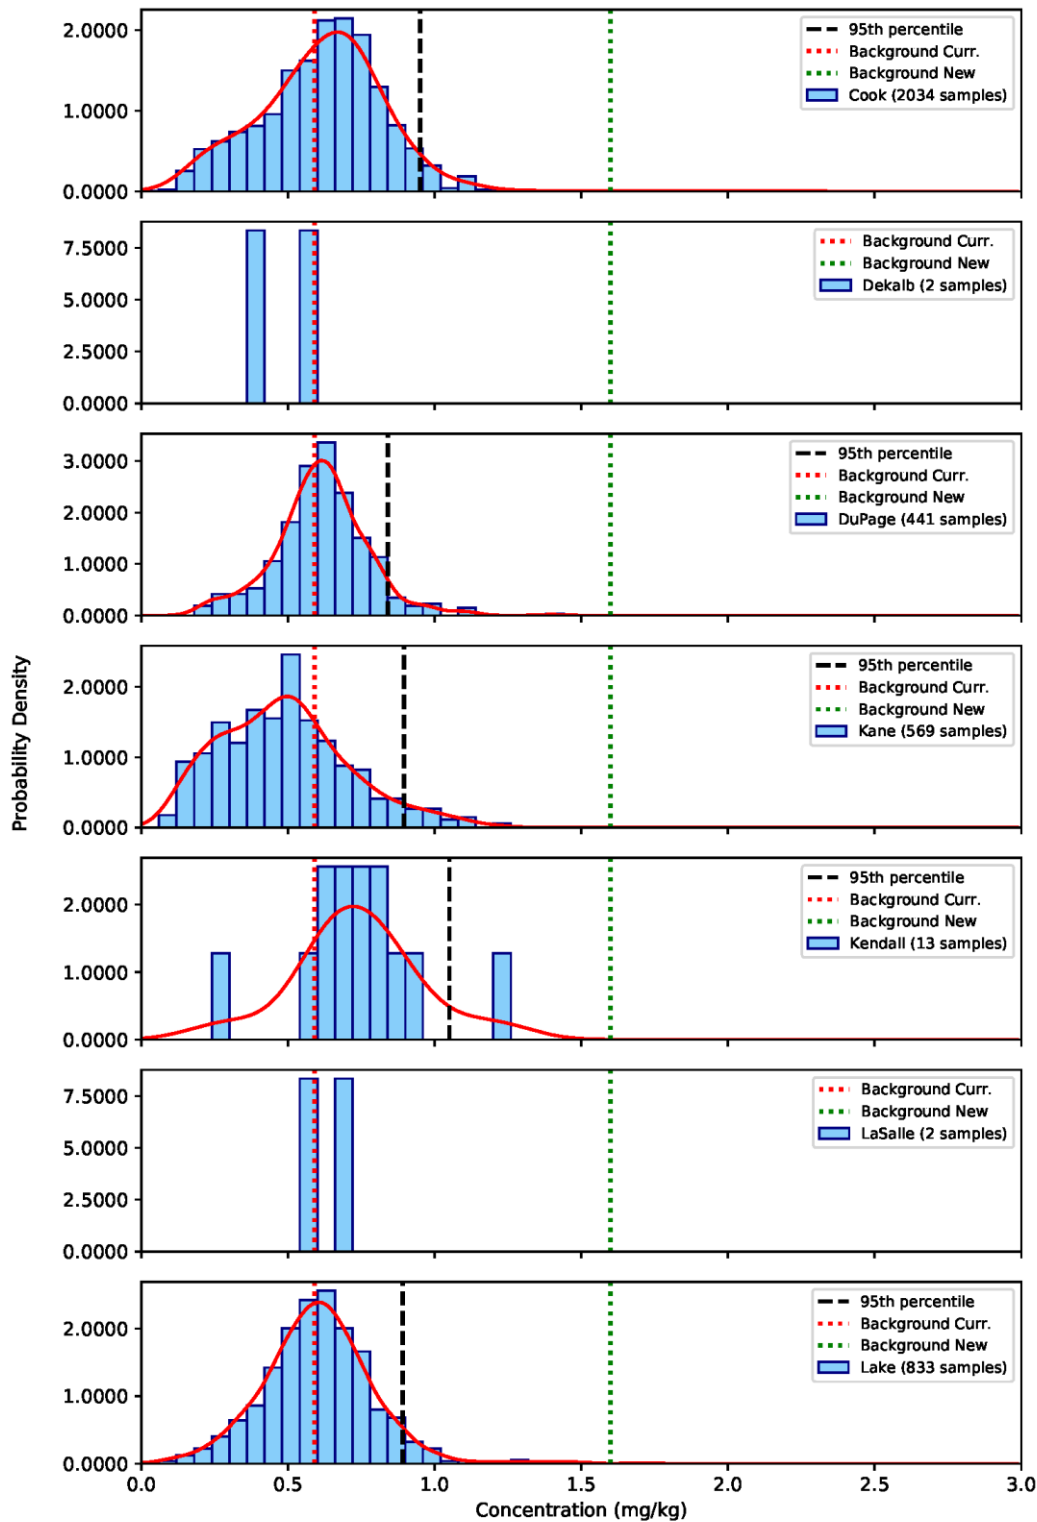 2.0000
1.0000
0.0000
95th percentile
Background Curr.
Background New
Cook (2034 samples)
7.5000
5.0000
2.5000
0.0000
Background Curr.
Background New
Dekalb (2 samples)
3.0000
2.0000
1.0000
0.0000
95th percentile
Background Curr.
Background New
DuPage (441 samples)
Probability Density
2.0000
1.0000
0.0000
95th percentile
Background Curr.
Background New
Kane (569 samples)
2.0000
1.0000
0.0000
95th percentile
Background Curr.
Background New
Kendall (13 samples)
7.5000
5.0000
2.5000
0.0000
Background Curr.
Background New
LaSalle (2 samples)
2.0000
1.0000
0.0000
95th percentile
Background Curr.
Background New
Lake (833 samples)
0.0 0.5 1.0 1.5 2.0 2.5 3.0
Concentration (mg/kg)